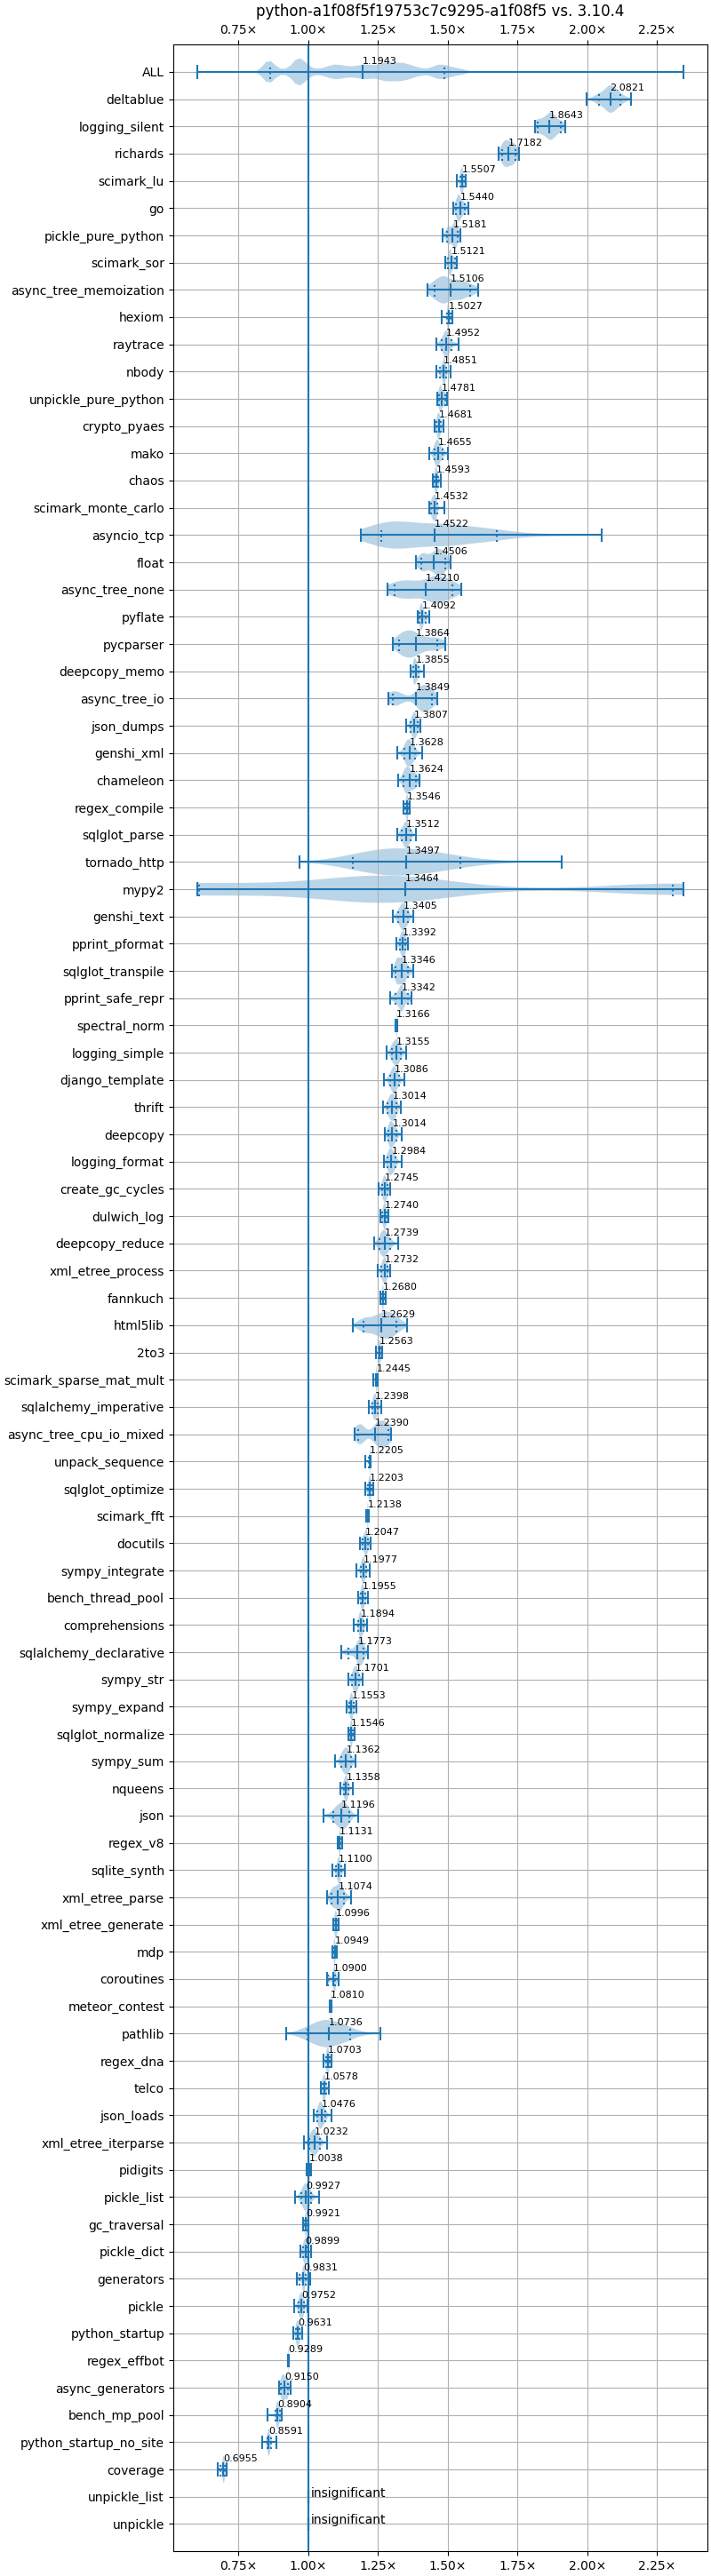 python-a1f08f5f19753c7c9295-a1f08f5 vs. 3.10.4
0.75× 1.00× 1.25× 1.50× 1.75× 2.00× 2.25×
ALL 1.1943
deltablue 2.0821
logging_silent 1.8643
richards 1.7182
scimark_lu 1.5507
go 1.5440
pickle_pure_python 1.5181
scimark_sor 1.5121
async_tree_memoization 1.5106
hexiom 1.5027
raytrace 1.4952
nbody 1.4851
unpickle_pure_python 1.4781
crypto_pyaes 1.4681
mako 1.4655
chaos 1.4593
scimark_monte_carlo 1.4532
asyncio_tcp 1.4522
float 1.4506
async_tree_none 1.4210
pyflate 1.4092
pycparser 1.3864
deepcopy_memo 1.3855
async_tree_io 1.3849
json_dumps 1.3807
genshi_xml 1.3628
chameleon 1.3624
regex_compile 1.3546
sqlglot_parse 1.3512
tornado_http 1.3497
mypy2 1.3464
genshi_text 1.3405
pprint_pformat 1.3392
sqlglot_transpile 1.3346
pprint_safe_repr 1.3342
spectral_norm 1.3166
logging_simple 1.3155
django_template 1.3086
thrift 1.3014
deepcopy 1.3014
logging_format 1.2984
create_gc_cycles 1.2745
dulwich_log 1.2740
deepcopy_reduce 1.2739
xml_etree_process 1.2732
fannkuch 1.2680
html5lib 1.2629
2to3 1.2563
scimark_sparse_mat_mult 1.2445
sqlalchemy_imperative 1.2398
async_tree_cpu_io_mixed 1.2390
unpack_sequence 1.2205
sqlglot_optimize 1.2203
scimark_fft 1.2138
docutils 1.2047
sympy_integrate 1.1977
bench_thread_pool 1.1955
comprehensions 1.1894
sqlalchemy_declarative 1.1773
sympy_str 1.1701
sympy_expand 1.1553
sqlglot_normalize 1.1546
sympy_sum 1.1362
nqueens 1.1358
json 1.1196
regex_v8 1.1131
sqlite_synth 1.1100
xml_etree_parse 1.1074
xml_etree_generate 1.0996
mdp 1.0949
coroutines 1.0900
meteor_contest 1.0810
pathlib 1.0736
regex_dna 1.0703
telco 1.0578
json_loads 1.0476
xml_etree_iterparse 1.0232
pidigits 1.0038
pickle_list 0.9927
gc_traversal 0.9921
pickle_dict 0.9899
generators 0.9831
pickle 0.9752
python_startup 0.9631
regex_effbot 0.9289
async_generators 0.9150
bench_mp_pool 0.8904
python_startup_no_site 0.8591
coverage 0.6955
unpickle_list insignificant
unpickle insignificant
0.75× 1.00× 1.25× 1.50× 1.75× 2.00× 2.25×